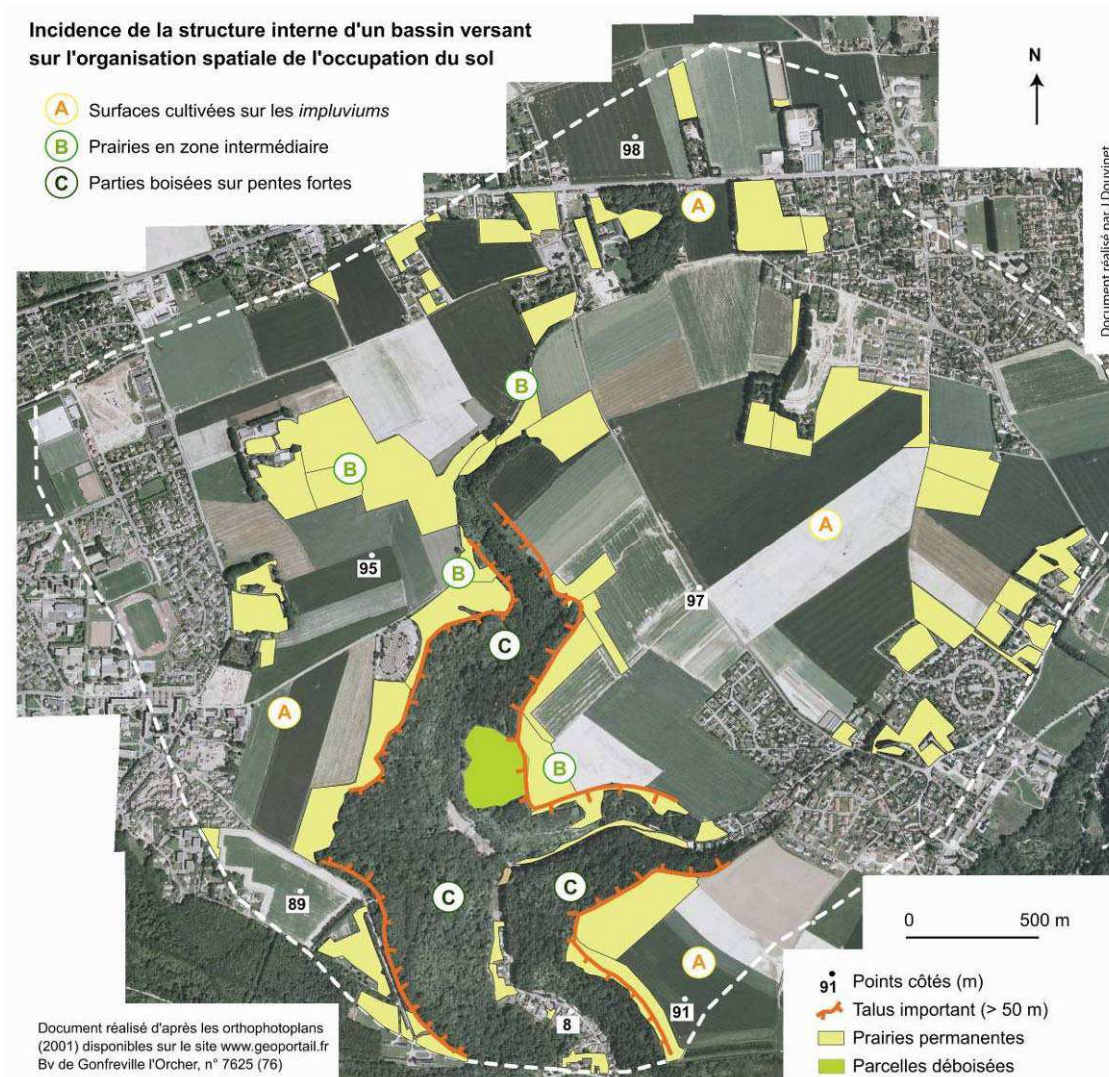 Incidence de la structure interne d'un bassin versant
sur l'organisation spatiale de l'occupation du sol
A Surfaces cultivées sur les impluviums
B Prairies en zone intermédiaire
C Parties boisées sur pentes fortes
N
Document réalisé par J.Douvinet
98
A
B
B
A
95
B
97
C
A
B
89
C
C
A
91
8
0 500 m
91 Points côtés (m)
Talus important (> 50 m)
Prairies permanentes
Parcelles déboisées
Document réalisé d'après les orthophotoplans
(2001) disponibles sur le site www.geoportail.fr
Bv de Gonfreville l'Orcher, n° 7625 (76)